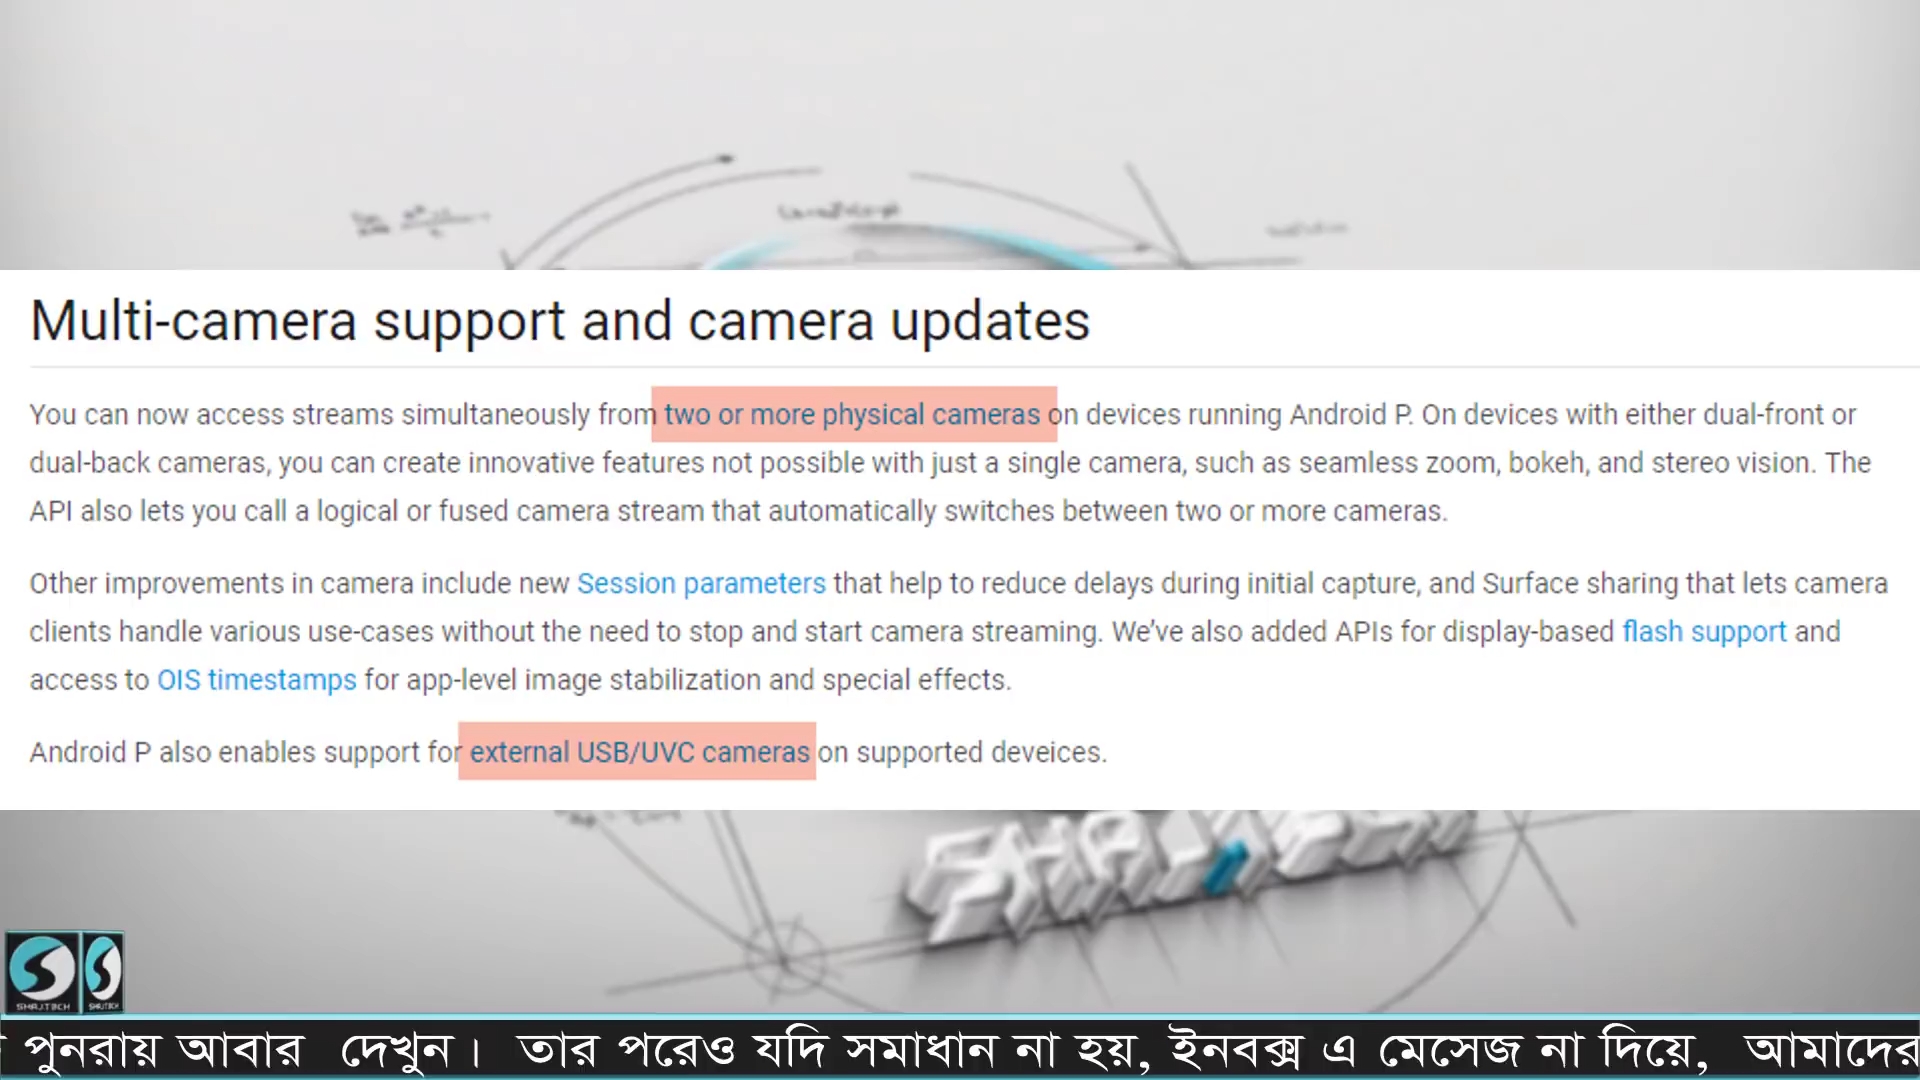 Multi-camera support and camera updates
You can now access streams simultaneously from two or more physical cameras on devices running Android P. On devices with either dual-front or
dual-back cameras, you can create innovative features not possible with just a single camera, such as seamless zoom, bokeh, and stereo vision. The
API also lets you call a logical or fused camera stream that automatically switches between two or more cameras.
Other improvements in camera include new Session parameters that help to reduce delays during initial capture, and Surface sharing that lets camera
clients handle various use-cases without the need to stop and start camera streaming. We've also added APIs for display-based flash support and
access to OIS timestamps for app-level image stabilization and special effects.
Android P also enables support for external USB/UVC cameras on supported deveices.
SHAJTECH SHAJTECH
পুনরায় আবার দেখুন। তার পরেও যদি সমাধান না হয়, ইনবক্স এ মেসেজ না দিয়ে, আমাদের